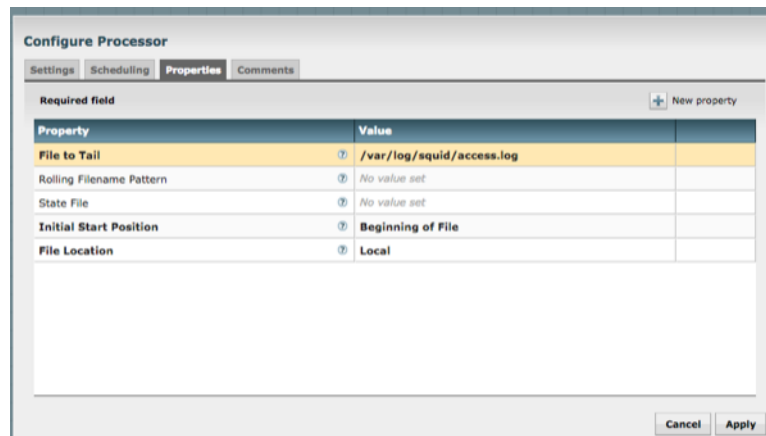 Configure Processor
Settings Scheduling Properties Comments
Required field New property
Property Value
File to Tail /var/log/squid/access.log
Rolling Filename Pattern No value set
State File No value set
Initial Start Position Beginning of File
File Location Local
Cancel Apply